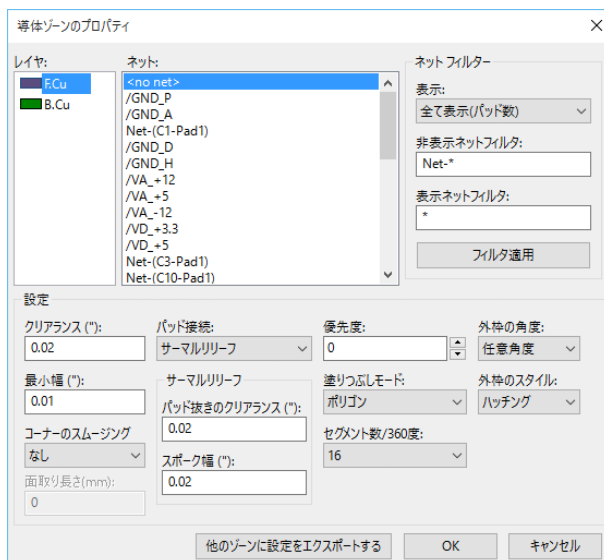 導体ゾーンのプロパティ
レイヤ:
F.Cu
B.Cu
ネット:
<no net>
/GND_P
/GND_A
Net-(C1-Pad1)
/GND_D
/GND_H
/VA_+12
/VA_+5
/VA_-12
/VD_+3.3
/VD_+5
Net-(C3-Pad1)
Net-(C10-Pad1)
ネット フィルター
表示:
全て表示(パッド数)
非表示ネットフィルタ:
Net-*
表示ネットフィルタ:
*
フィルタ適用
設定
クリアランス ("):
0.02
最小幅 ("):
0.01
コーナーのスムージング
なし
面取り長さ(mm):
0
パッド接続:
サーマルリリーフ
サーマルリリーフ
パッド抜きのクリアランス ("):
0.02
スポーク幅 ("):
0.02
優先度:
0
塗りつぶしモード:
ポリゴン
セグメント数/360度:
16
外枠の角度:
任意角度
外枠のスタイル:
ハッチング
他のゾーンに設定をエクスポートする
OK
キャンセル